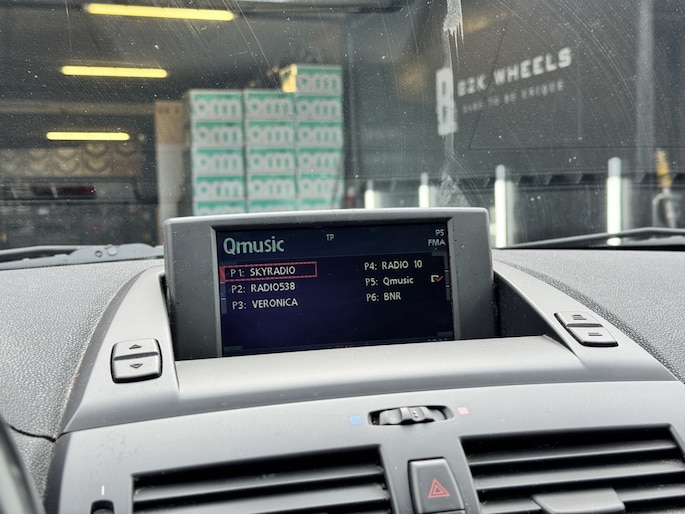 B2K WHEELS
DARE TO BE UNIQUE
Qmusic
TP
P5
FMA
P1: SKYRADIO
P2: RADIO538
P3: VERONICA
P4: RADIO 10
P5: Qmusic
P6: BNR